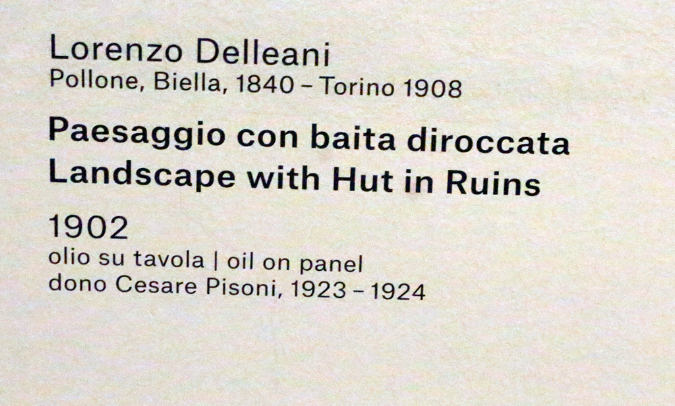 Lorenzo Delleani
Pollone, Biella, 1840 – Torino 1908
Paesaggio con baita diroccata
Landscape with Hut in Ruins
1902
olio su tavola | oil on panel
dono Cesare Pisoni, 1923 – 1924